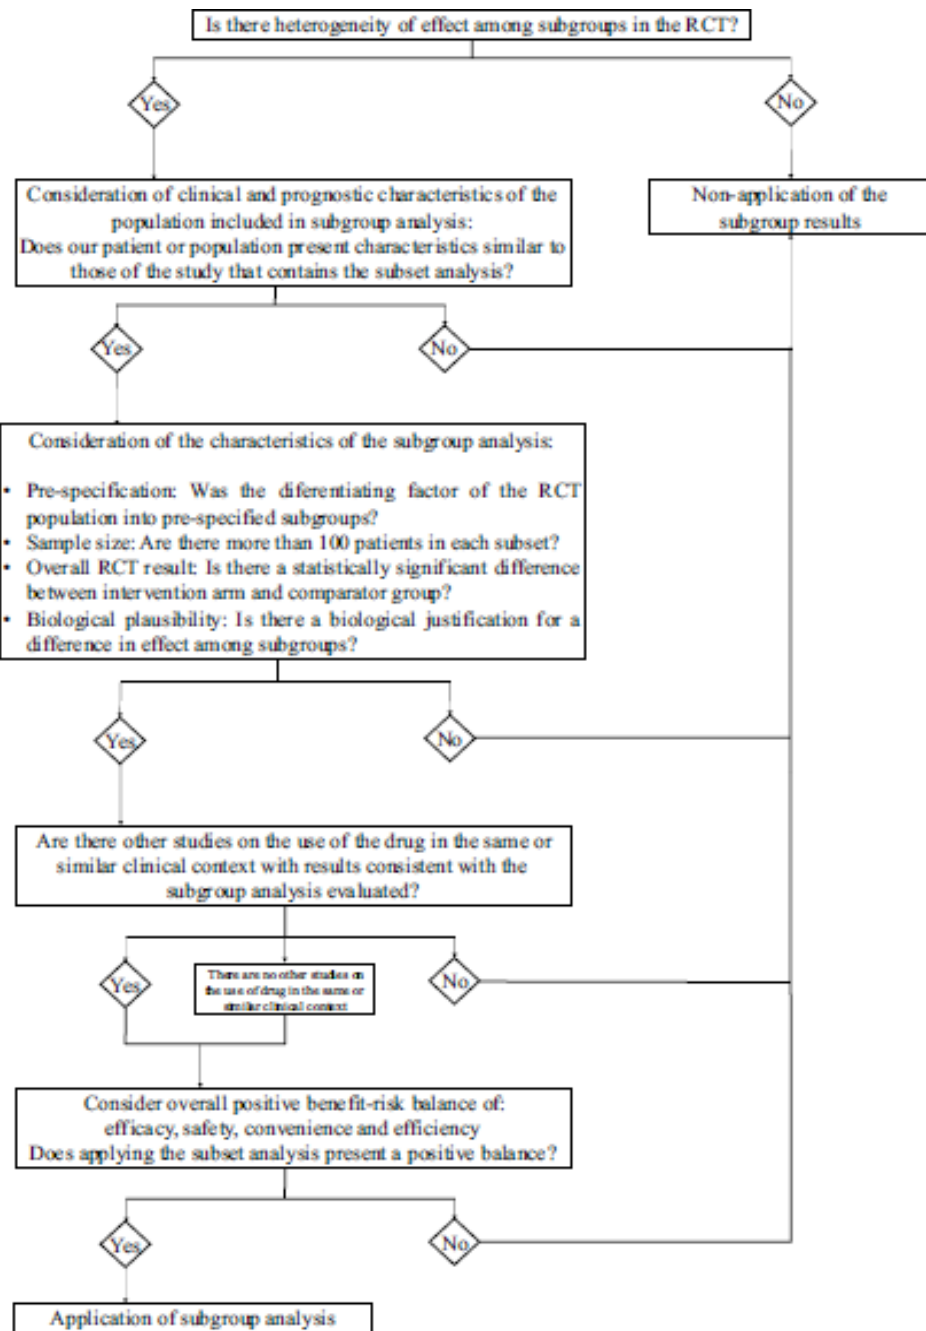 Is there heterogeneity of effect among subgroups in the RCT?
Yes
No
Consideration of clinical and prognostic characteristics of the
population included in subgroup analysis:
Does our patient or population present characteristics similar to
those of the study that contains the subset analysis?
Non-application of the
subgroup results
Yes
No
Consideration of the characteristics of the subgroup analysis:
• Pre-specification: Was the diferentiating factor of the RCT
population into pre-specified subgroups?
• Sample size: Are there more than 100 patients in each subset?
• Overall RCT result: Is there a statistically significant difference
between intervention arm and comparator group?
• Biological plausibility: Is there a biological justification for a
difference in effect among subgroups?
Yes
No
Are there other studies on the use of the drug in the same or
similar clinical context with results consistent with the
subgroup analysis evaluated?
Yes
There are no other studies on
the use of drug in the same or
similar clinical context
No
Consider overall positive benefit-risk balance of:
efficacy, safety, convenience and efficiency
Does applying the subset analysis present a positive balance?
Yes
No
Application of subgroup analysis